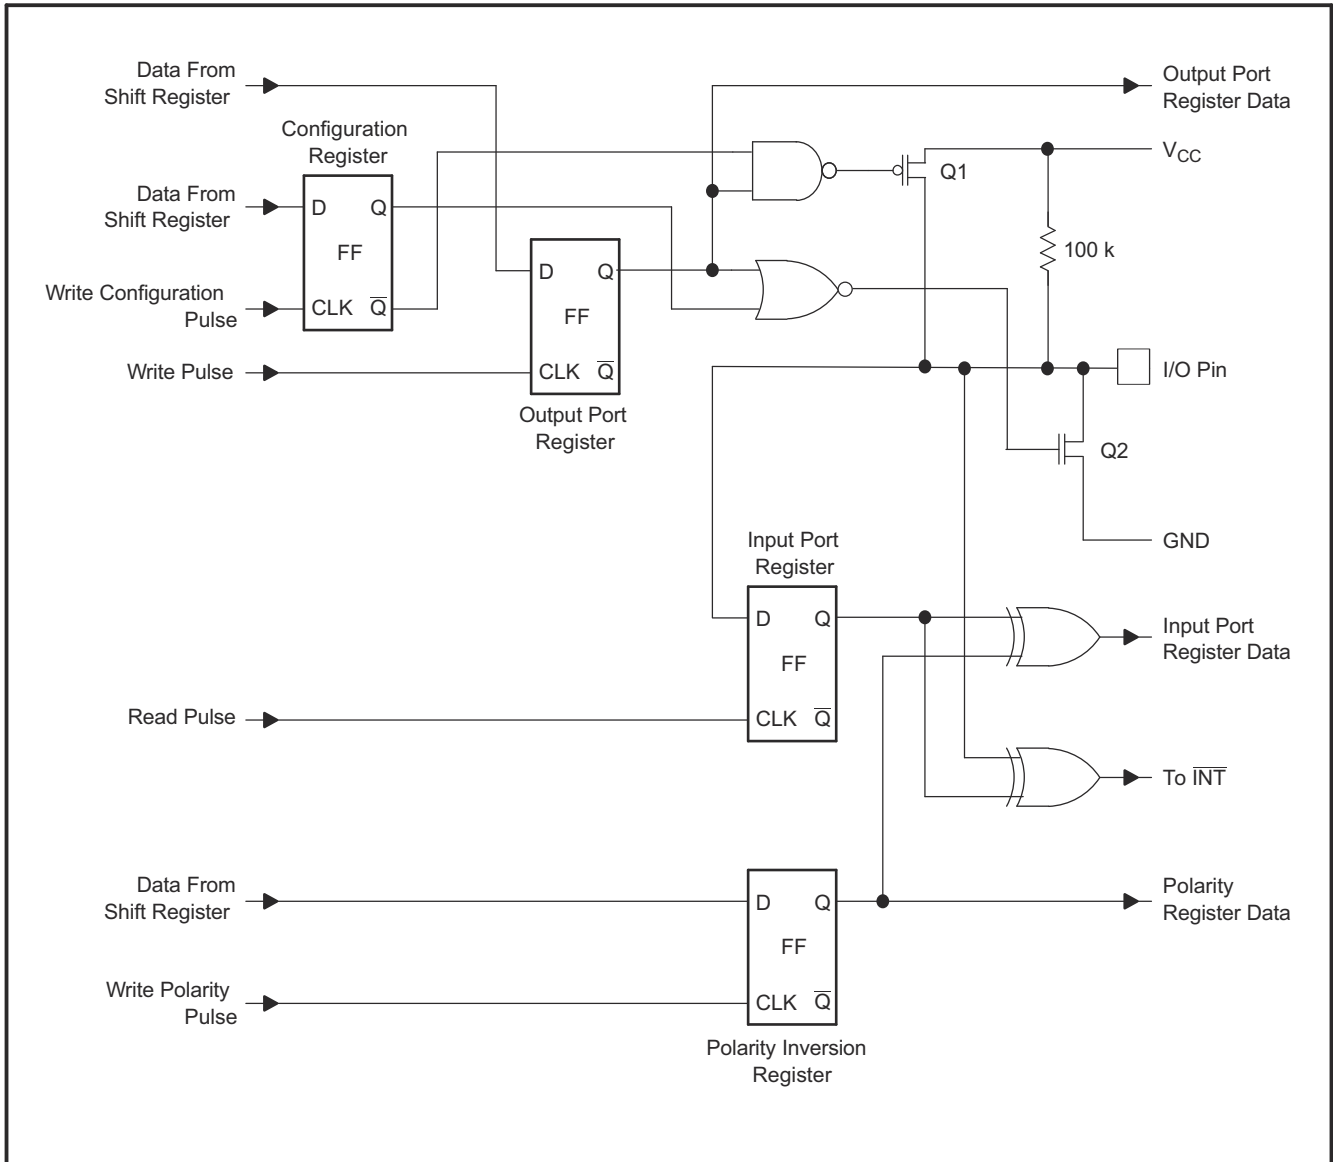 Data From
Shift Register
Output Port
Register Data
Configuration
Register
V_CC
Q1
Data From
Shift Register
D
Q
FF
CLK
Q̅
100 k
D
Q
FF
CLK
Q̅
Write Configuration
Pulse
Write Pulse
I/O Pin
Output Port
Register
Q2
GND
Input Port
Register
D
Q
FF
CLK
Q̅
Input Port
Register Data
Read Pulse
To I̅N̅T̅
Data From
Shift Register
D
Q
FF
CLK
Q̅
Polarity
Register Data
Write Polarity
Pulse
Polarity Inversion
Register